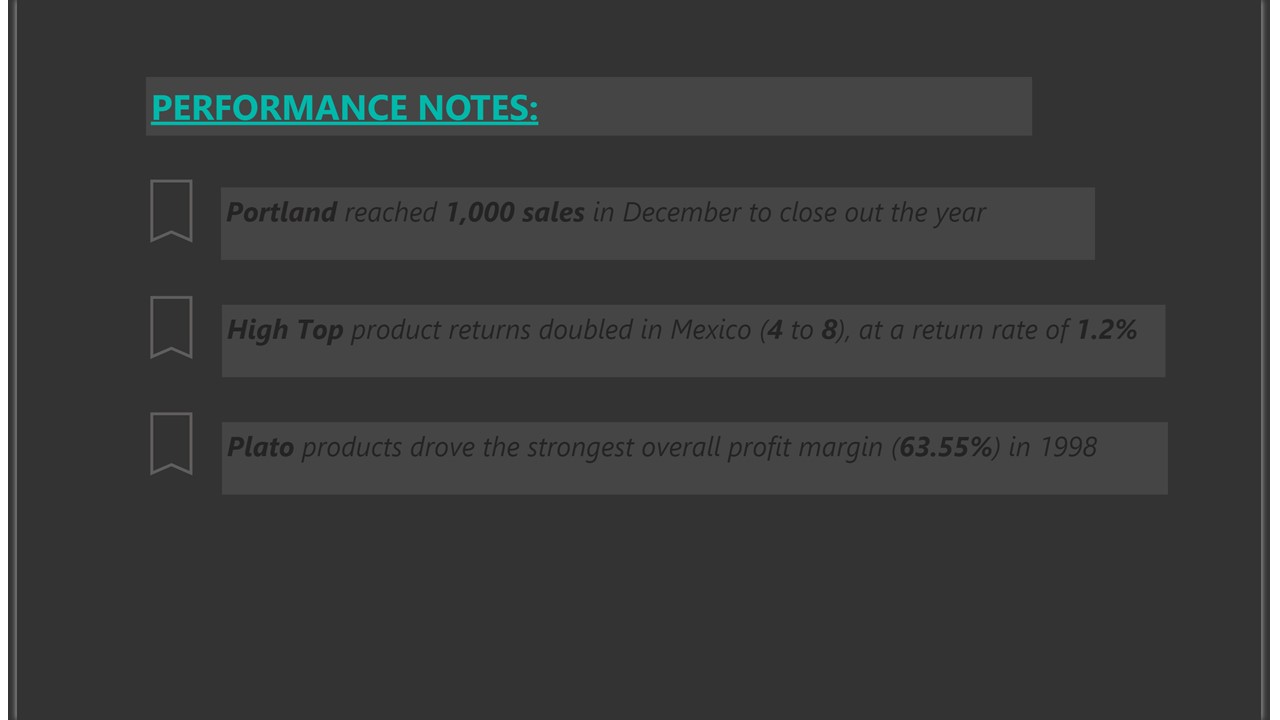 PERFORMANCE NOTES:
Portland reached 1,000 sales in December to close out the year
High Top product returns doubled in Mexico (4 to 8), at a return rate of 1.2%
Plato products drove the strongest overall profit margin (63.55%) in 1998